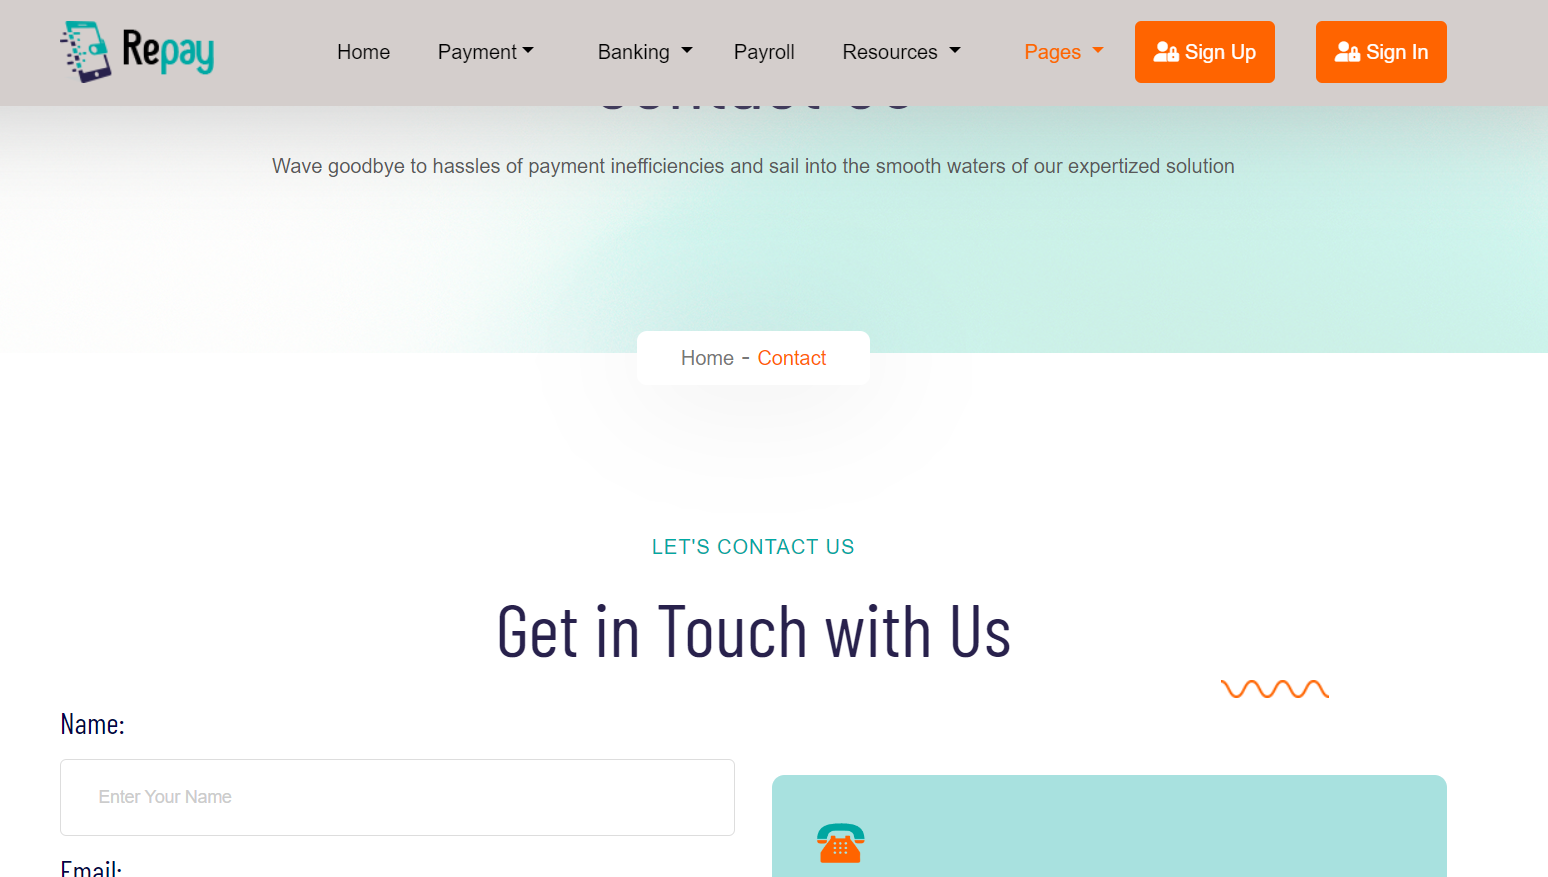 Repay
Home Payment Banking Payroll Resources Pages Sign Up Sign In
Contact Us
Wave goodbye to hassles of payment inefficiencies and sail into the smooth waters of our expertized solution
Home - Contact
LET'S CONTACT US
Get in Touch with Us
Name:
Enter Your Name
Email: